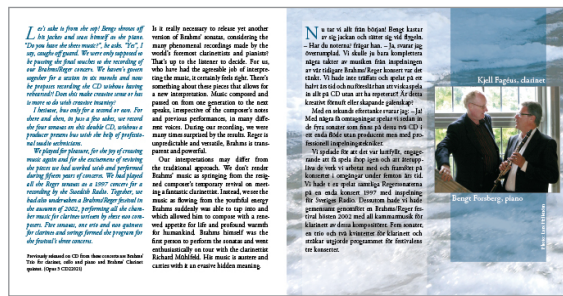 Let's take it from the top! Bengt throws off
his jacket and seats himself at the piano.
"Do you have the sheet music?", he asks. "Yes", I
say, caught off guard. We were only supposed to
be passing the final touches to the recording of
our Brahms/Reger concert. We haven't gotten
together for a session in six months and now
he proposes recording the CD without having
rehearsed? Does this make creative sense or has
is more to do with creative insanity?
I hesitate, but only for a second or two. For
there and then, in just a few takes, we record
the four sonatas on this double CD, without a
producer present but with the help of professio-
nal audio technicians.
We played for pleasure, for the joy of creating
music again and for the excitement of reviving
the pieces we had worked with and performed
during fifteen years of concerts. We had played
all the Reger sonatas at a 1997 concert for a
recording by the Swedish Radio. Together, we
had also undertaken a Brahms/Reger festival in
the autumn of 2002, performing all the cham-
ber music for clarinet written by these two com-
posers. Five sonatas, one trio and two quintets
for clarinet and strings formed the program for
the festival's three concerts.
Previously released on CD from these concerts are Brahms'
Trio for clarinet, cello and piano and Brahms' Clarinet
quintet. (Opus 3 CD22021)
Is it really necessary to release yet another
version of Brahms' sonatas, considering the
many phenomenal recordings made by the
world's foremost clarinettists and pianists?
That's up to the listener to decide. For us,
who have had the agreeable job of interpre-
ting the music, it certainly feels right. There's
something about these pieces that allows for
a new interpretation. Music composed and
passed on from one generation to the next
speaks, irrespective of the composer's notes
and previous performances, in many diffe-
rent voices. During our recording, we were
many times surprised by the results. Reger is
unpredictable and versatile, Brahms is trans-
parent and powerful.
Our interpretations may differ from
the traditional approach. We don't render
Brahms' music as springing from the resig-
ned composer's temporary revival on meet-
ing a fantastic clarinettist. Instead, we see the
music as flowing from the youthful energy
Brahms suddenly was able to tap into and
which allowed him to compose with a rene-
wed appetite for life and profound warmth
for humankind. Brahms himself was the
first person to perform the sonatas and went
enthusiastically on tour with the clarinettist
Richard Mühlfeld. His music is austere and
carries with it an evasive hidden meaning.
Nu tar vi allt från början! Bengt kastar
av sig jackan och sätter sig vid flygeln.
– Har du noterna? frågar han. – Ja, svarar jag
överrumplad. Vi skulle ju bara komplettera
några takter av musiken från inspelningen
av vår tidigare Brahms/Reger konsert var det
tänkt. Vi hade inte träffats och spelat på ett
halvt år och nu föreslår han att vi ska spela
in allt på CD utan att ha repeterat! Är detta
kreativt förnuft eller skapande galenskap?
Med en sekunds eftertanke svarar jag: – Ja!
Med några få omtagningar spelar vi sedan in
de fyra sonater som finns på dessa två CD i
ett enda flöde utan producent men med pro-
fessionell inspelningstekniker.
Vi spelade för att det var lustfyllt, engage-
rande att få spela ihop igen och att återupp-
liva de verk vi arbetat med och framfört på
konserter i omgångar under femton års tid.
Vi hade t ex spelat samtliga Regersonaterna
på en enda konsert 1997 med inspelning
för Sveriges Radio. Dessutom hade vi hade
gemensamt genomfört en Brahms/Reger fes-
tival hösten 2002 med all kammarmusik för
klarinett av dessa kompositörer. Fem sonater,
en trio och två kvintetter för klarinett och
stråkar utgjorde programmet för festivalens
tre konserter.
Kjell Fagéus, clarinet
Bengt Forsberg, piano